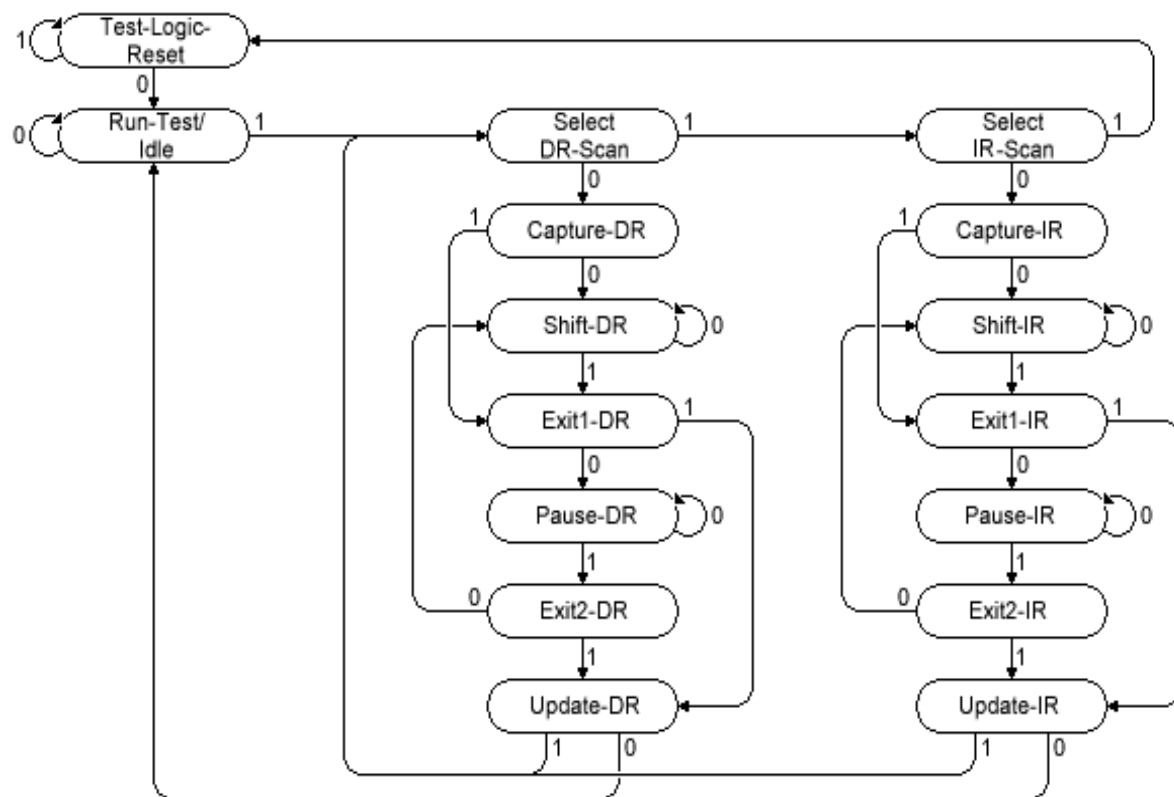 Test-Logic-
Reset
1
0
Run-Test/
Idle
0
1
Select
DR-Scan
1
Select
IR-Scan
1
0
0
1
Capture-DR
1
Capture-IR
0
0
Shift-DR
0
Shift-IR
0
1
1
Exit1-DR
1
Exit1-IR
1
0
0
Pause-DR
0
Pause-IR
0
1
1
0
Exit2-DR
0
Exit2-IR
1
1
Update-DR
Update-IR
1
0
1
0